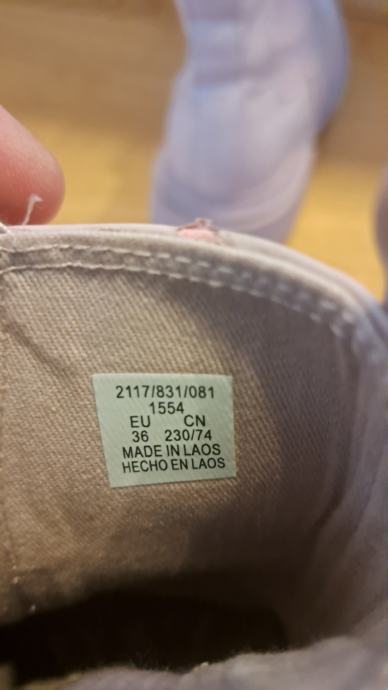 2117/831/081
1554
EU CN
36 230/74
MADE IN LAOS
HECHO EN LAOS